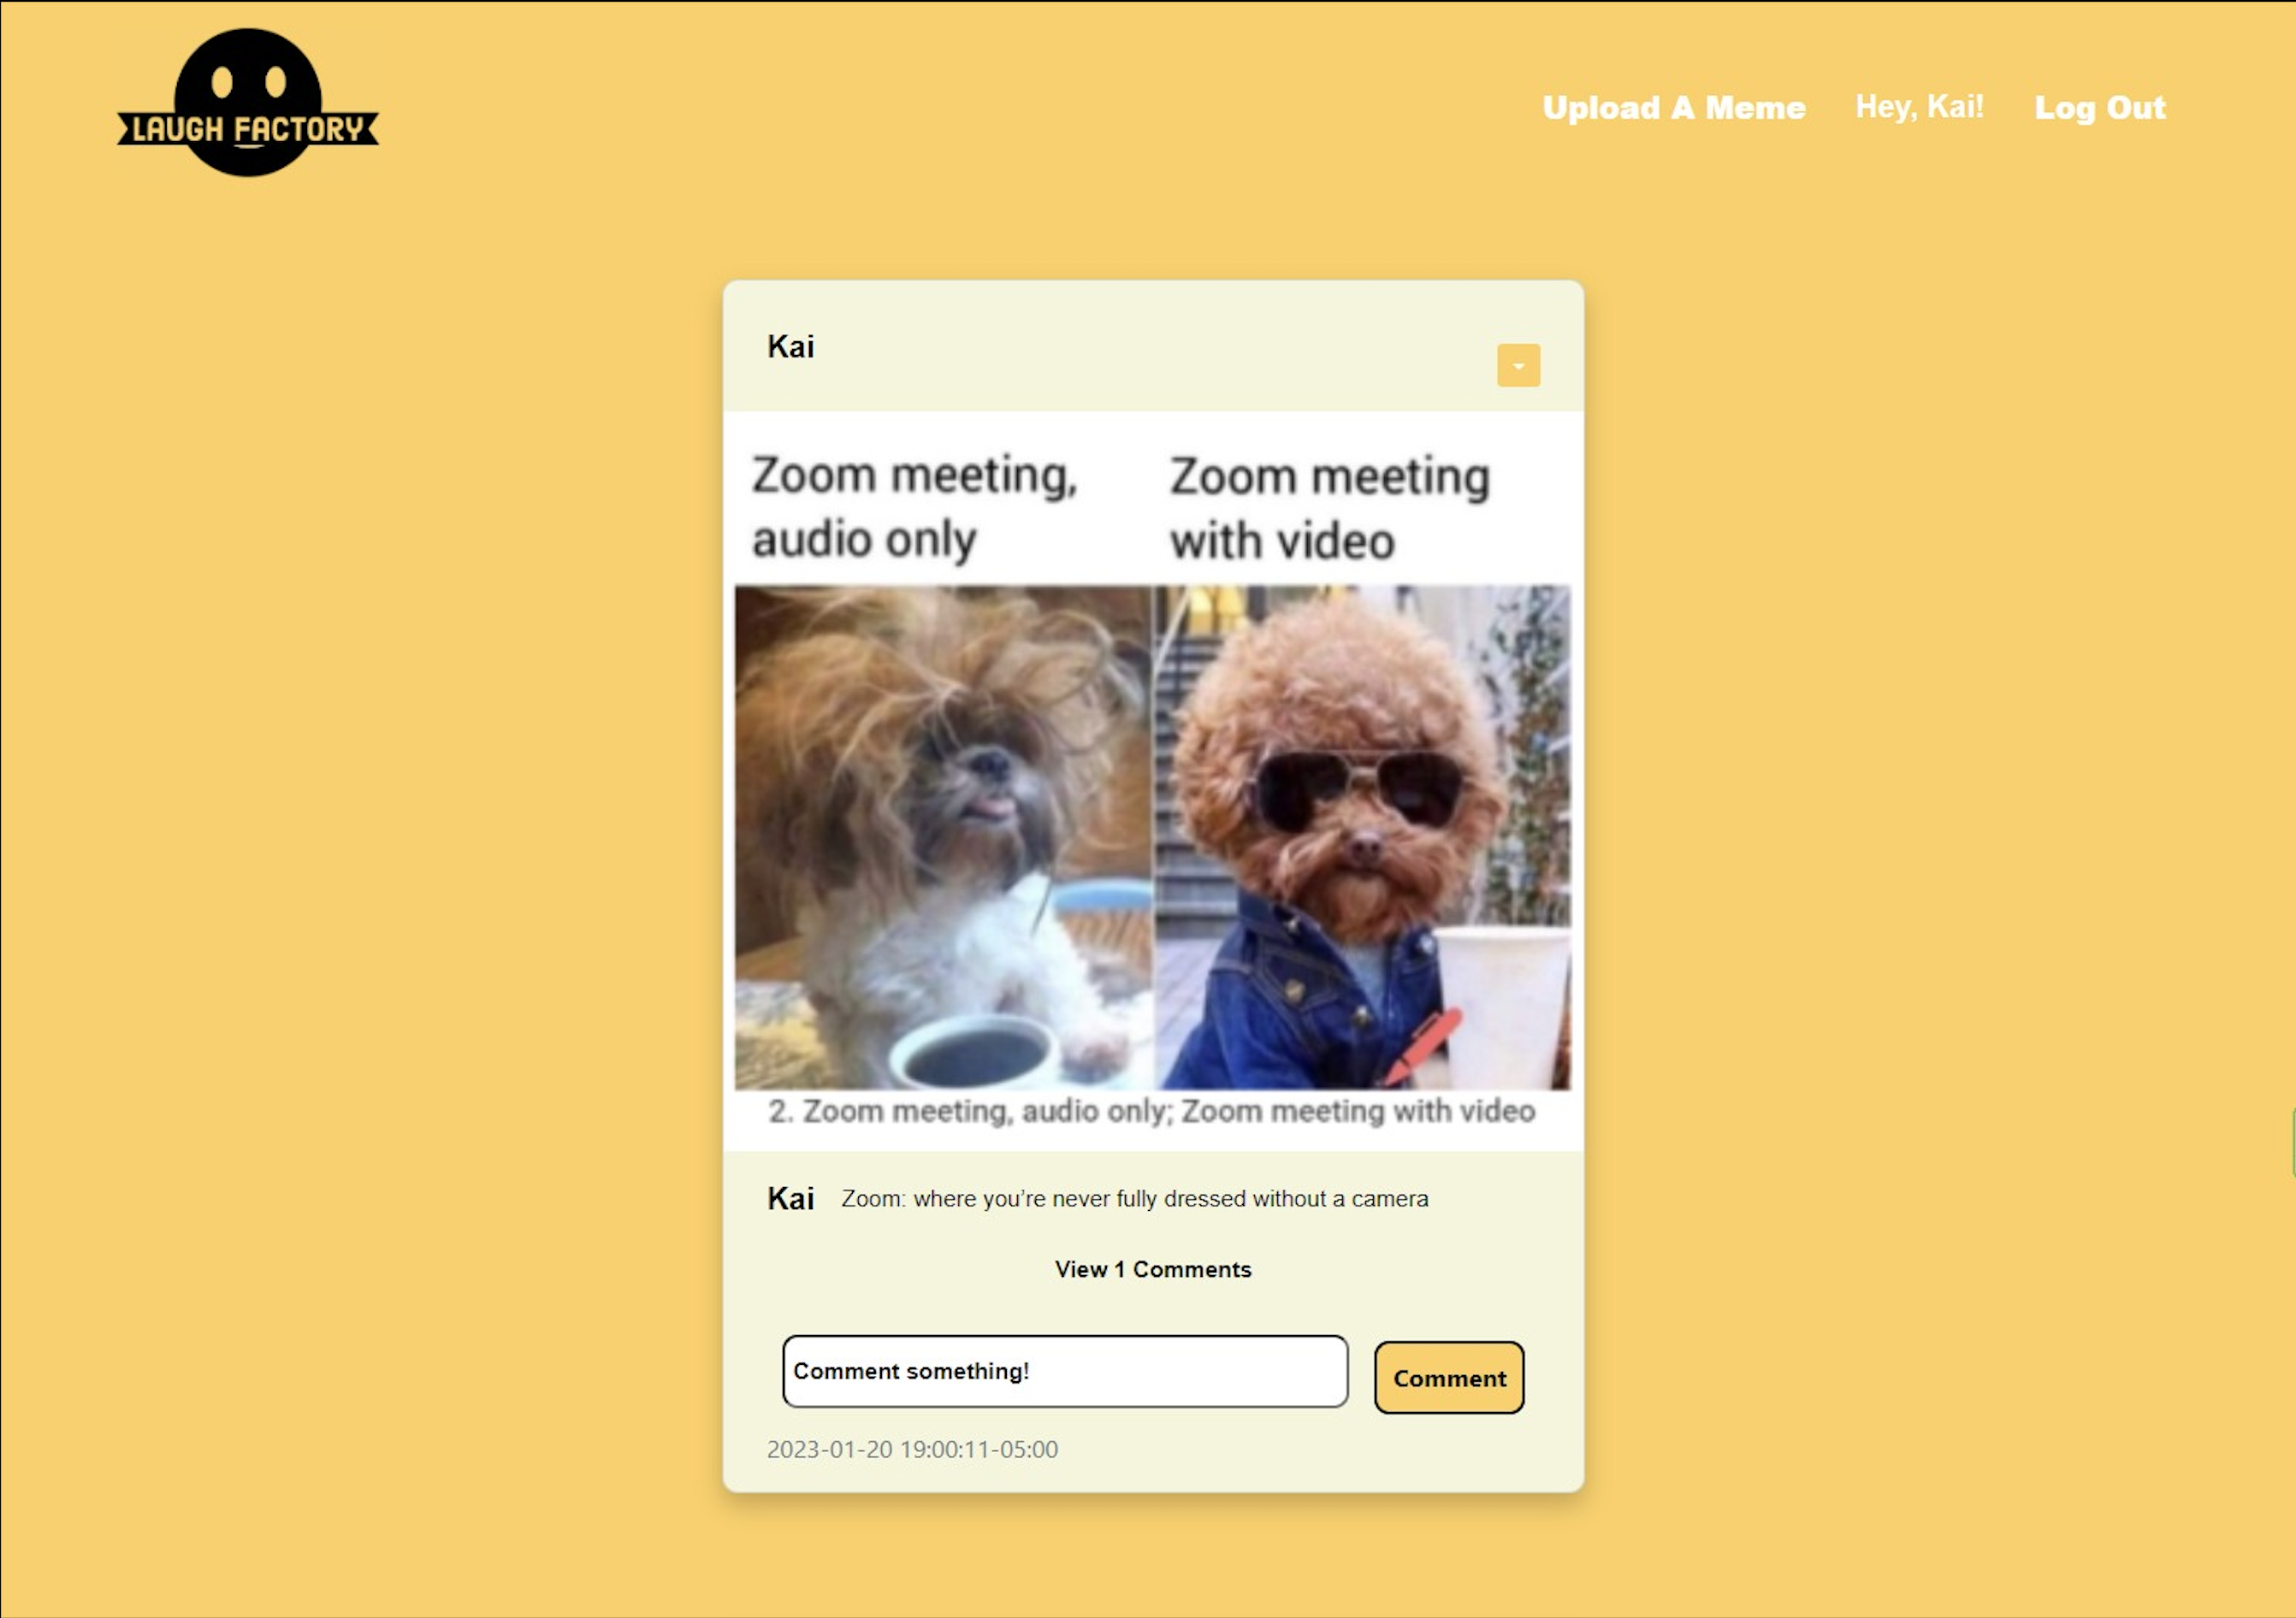 LAUGH FACTORY
Upload A Meme
Hey, Kai!
Log Out
Kai
Zoom meeting,
audio only
Zoom meeting
with video
2. Zoom meeting, audio only; Zoom meeting with video
Kai Zoom: where you’re never fully dressed without a camera
View 1 Comments
Comment something!
Comment
2023-01-20 19:00:11-05:00